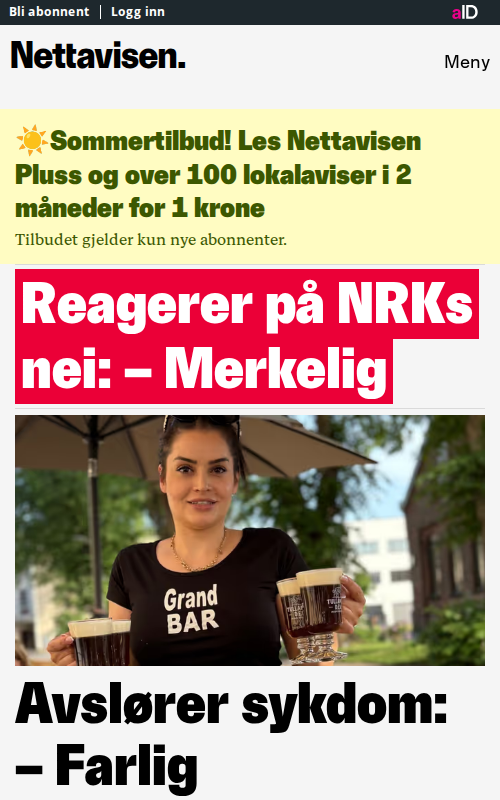 Bli abonnent
Logg inn
aID
Nettavisen.
Meny
☀️Sommertilbud! Les Nettavisen
Pluss og over 100 lokalaviser i 2
måneder for 1 krone
Tilbudet gjelder kun nye abonnenter.
Reagerer på NRKs
nei: – Merkelig
Grand
BAR
Avslører sykdom:
– Farlig